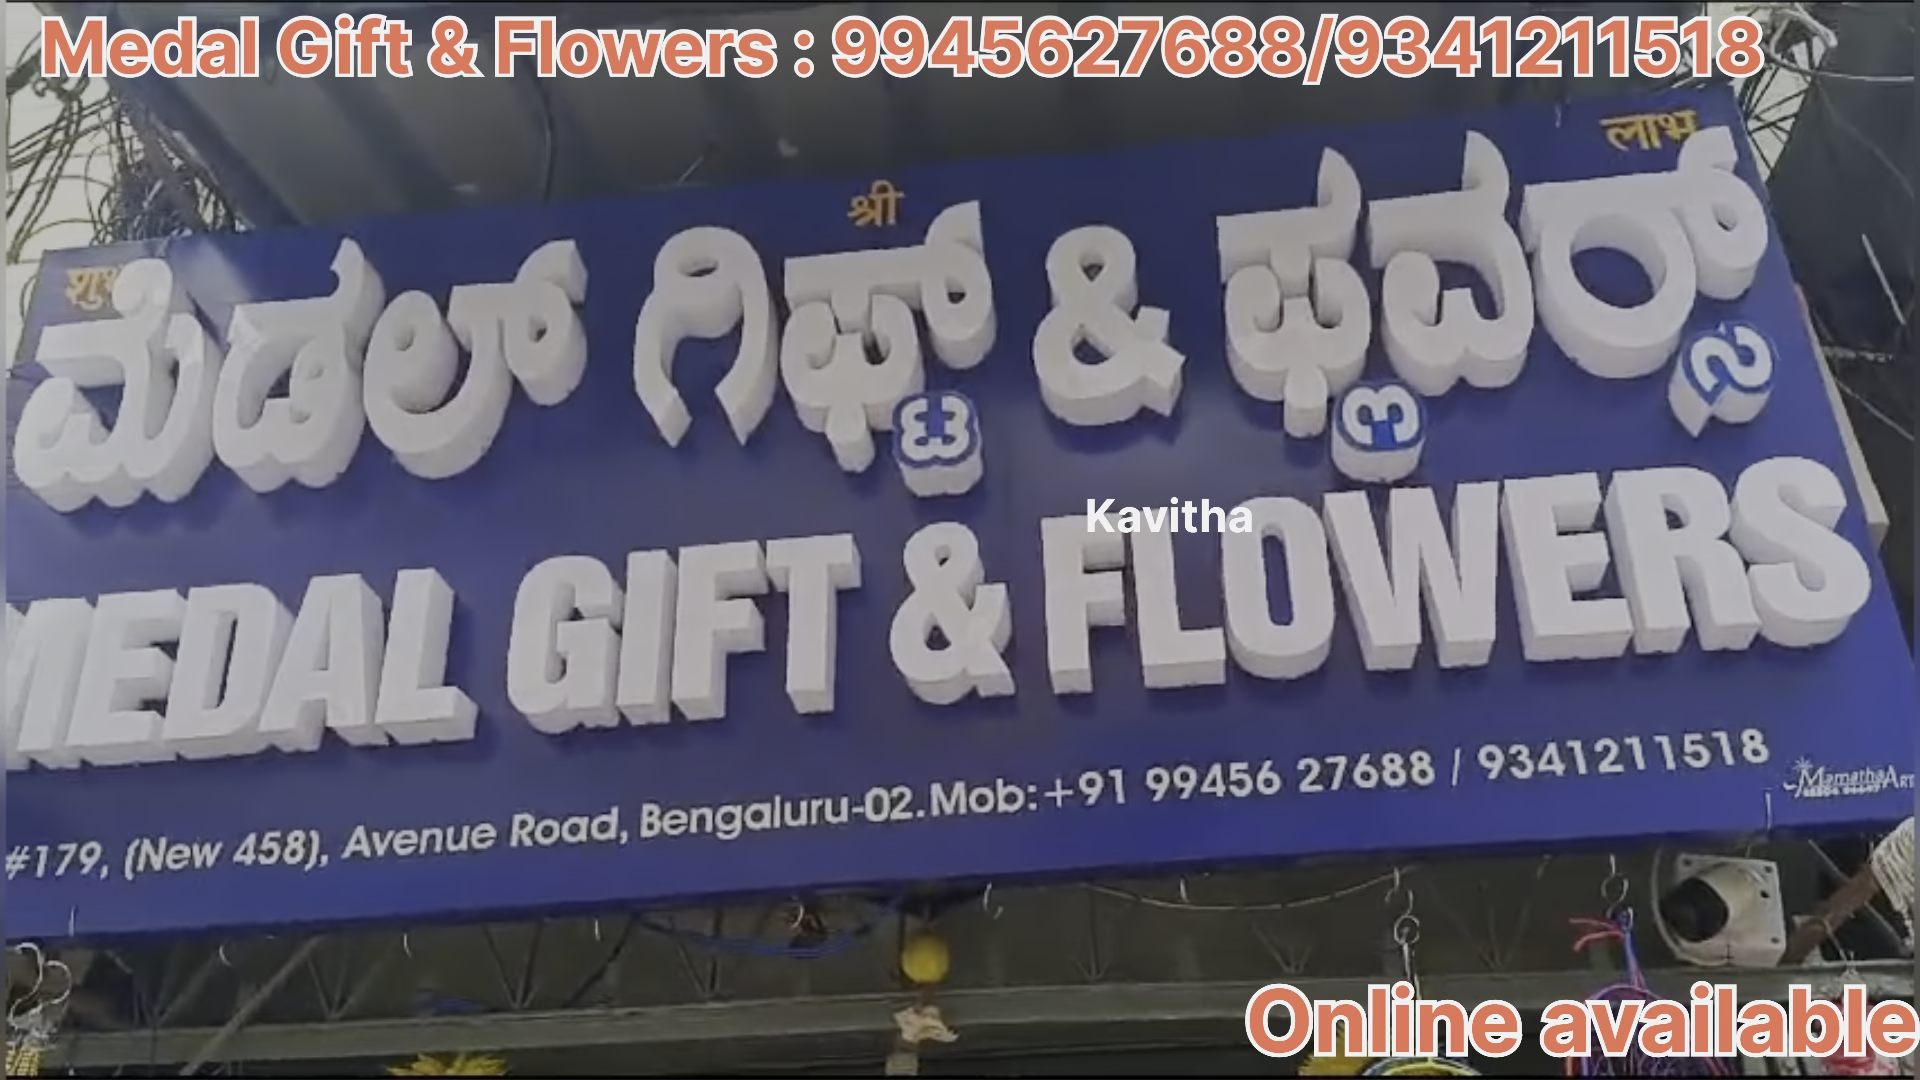 Medal Gift & Flowers : 9945627688/9341211518
लाभ
श्री
ಮೆಡಲ್ ಗಿಫ್ಟ್ & ಫ್ಲವರ್ಸ್
Kavitha
MEDAL GIFT & FLOWERS
#179, (New 458), Avenue Road, Bengaluru-02.Mob:+91 99456 27688 / 9341211518
Online available